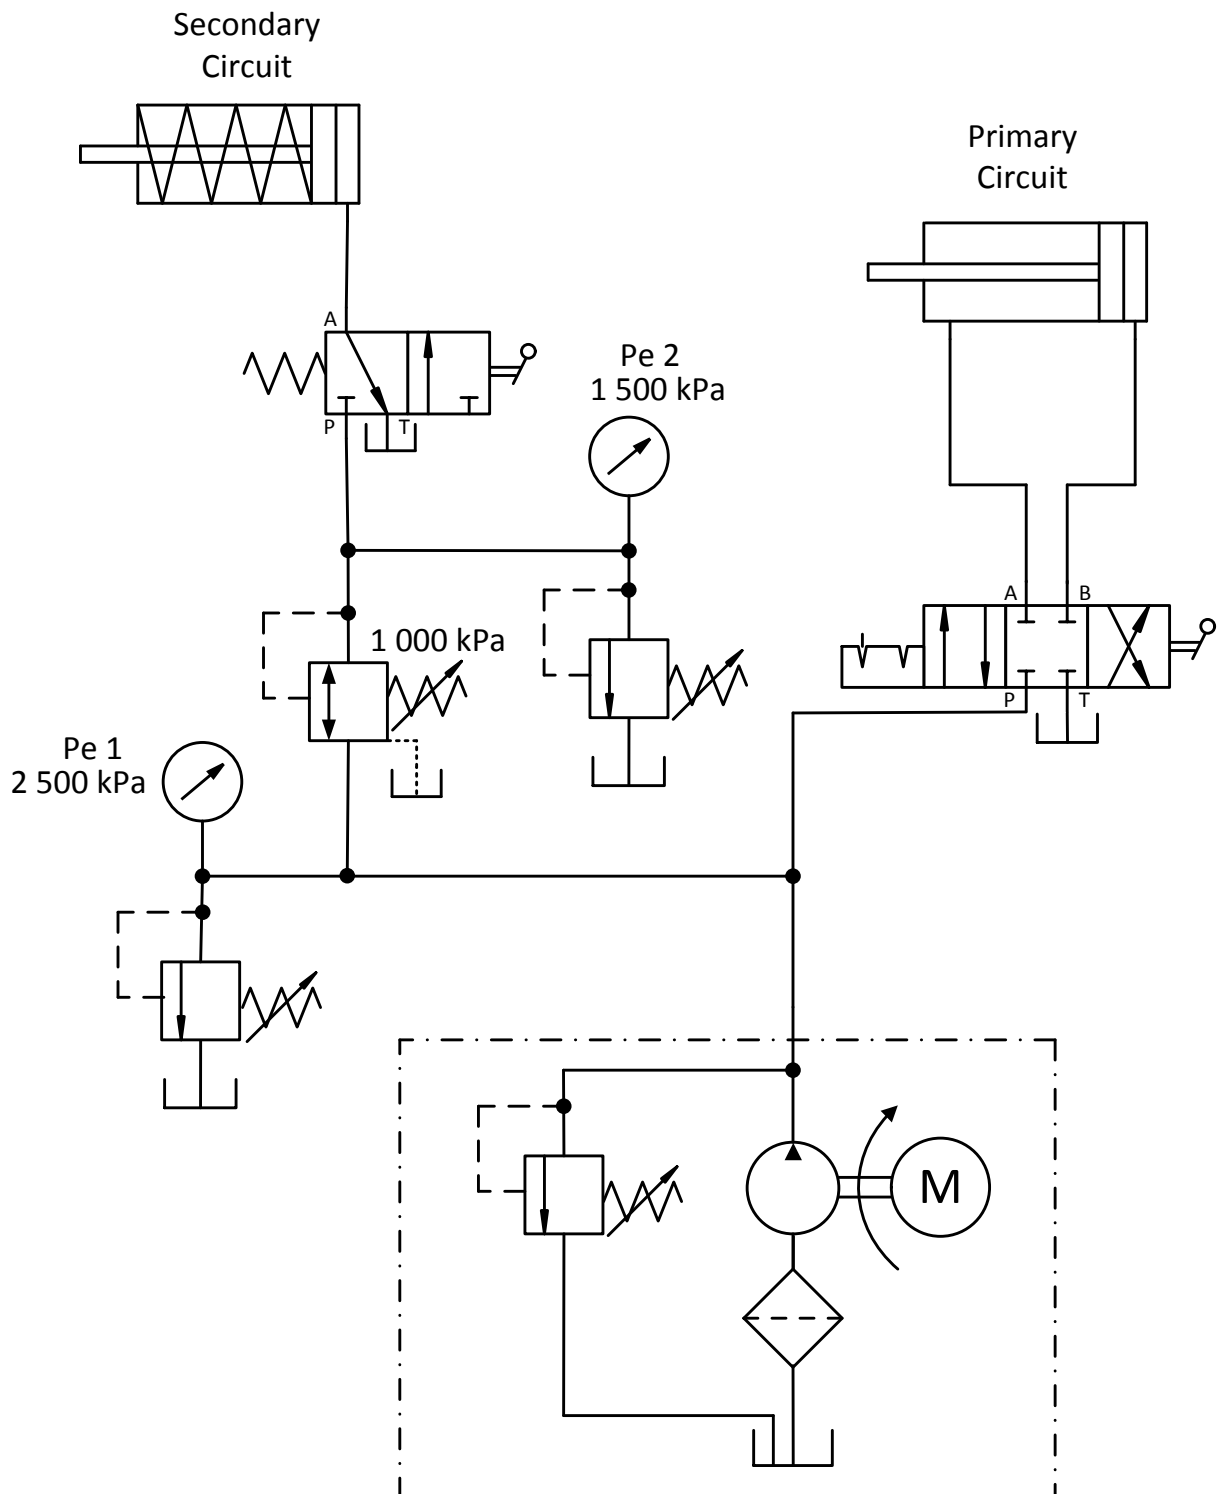 Secondary
Circuit
Primary
Circuit
A
Pe 2
1 500 kPa
P
T
A
B
1 000 kPa
P
T
Pe 1
2 500 kPa
M